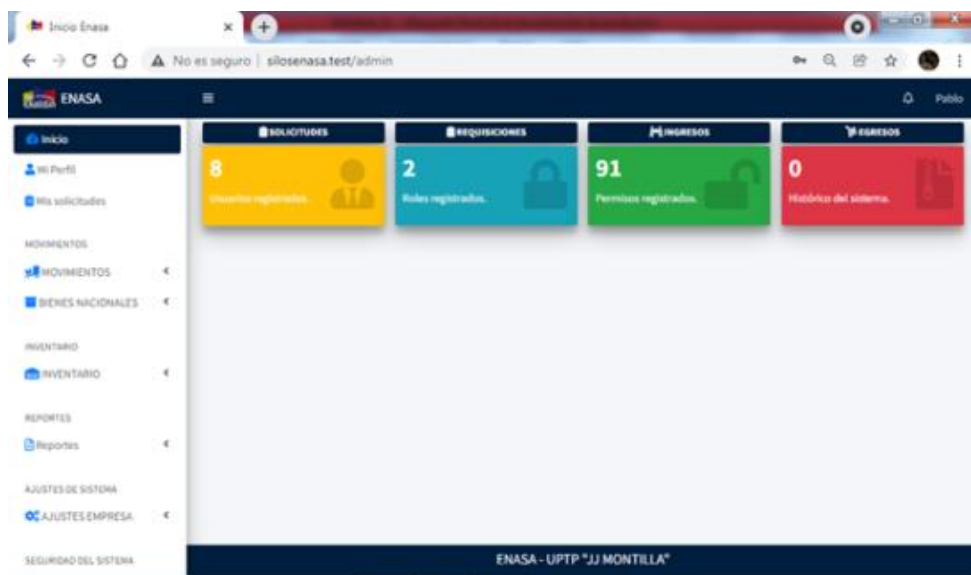 Inicio Enasa
No es seguro | silosenasa.test/admin
ENASA
Pablo
Inicio
Mi Perfil
Mis solicitudes
MOVIMIENTOS
MOVIMIENTOS
BIENES NACIONALES
INVENTARIO
INVENTARIO
REPORTES
Reportes
AJUSTES DE SISTEMA
AJUSTES EMPRESA
SEGURIDAD DEL SISTEMA
SOLICITUDES
8
Usuarios registrados.
REQUISICIONES
2
Roles registrados.
INGRESOS
91
Permisos registrados.
EGRESOS
0
Histórico del sistema.
ENASA - UPTP "JJ MONTILLA"